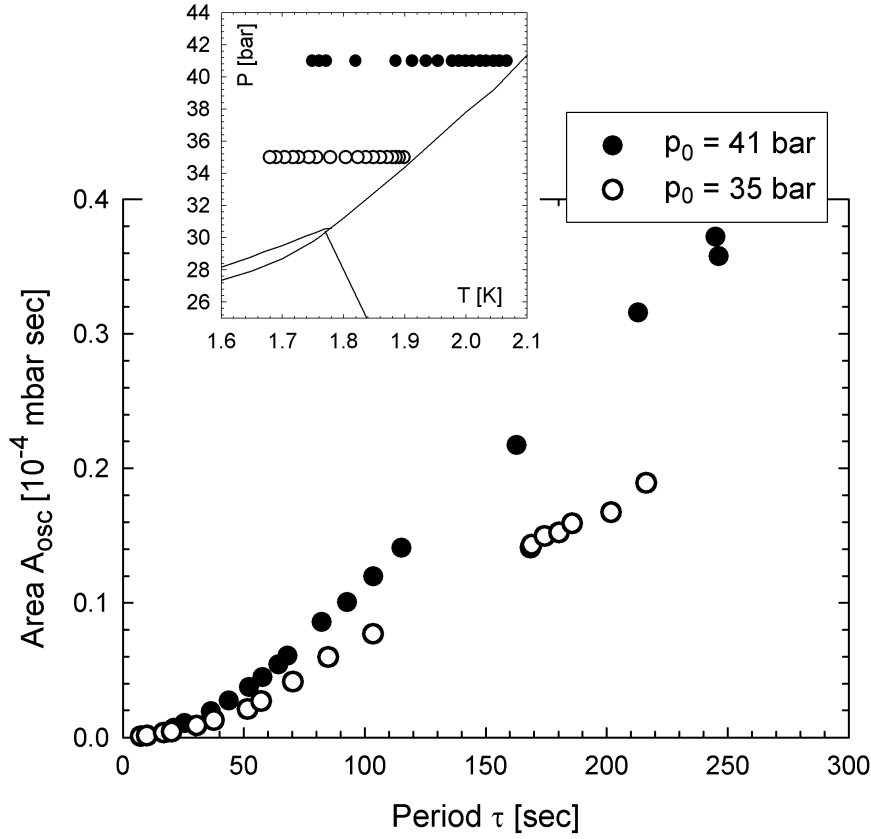 44
42
40
38
36
34
32
30
28
26
P [bar]
T [K]
1.6 1.7 1.8 1.9 2.0 2.1
p₀ = 41 bar
p₀ = 35 bar
0.4
0.3
0.2
0.1
0.0
Area A_osc [10⁻⁴ mbar sec]
0 50 100 150 200 250 300
Period τ [sec]